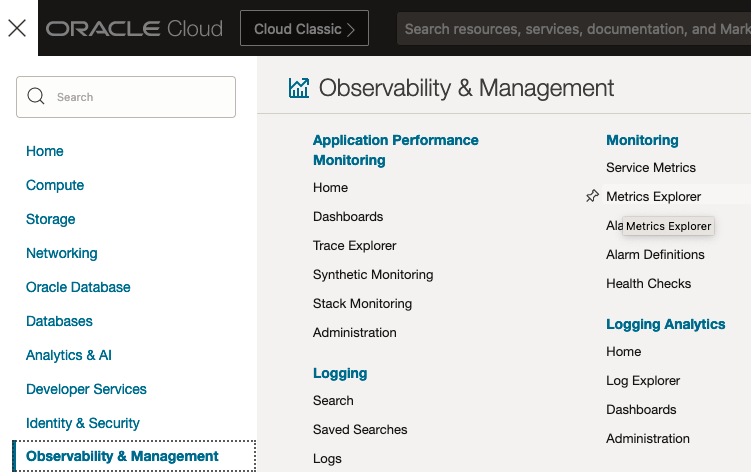 ORACLE Cloud
Cloud Classic
Search resources, services, documentation, and Mark
Search
Home
Compute
Storage
Networking
Oracle Database
Databases
Analytics & AI
Developer Services
Identity & Security
Observability & Management
Observability & Management
Application Performance
Monitoring
Home
Dashboards
Trace Explorer
Synthetic Monitoring
Stack Monitoring
Administration
Logging
Search
Saved Searches
Logs
Monitoring
Service Metrics
Metrics Explorer
Ala
Metrics Explorer
Alarm Definitions
Health Checks
Logging Analytics
Home
Log Explorer
Dashboards
Administration